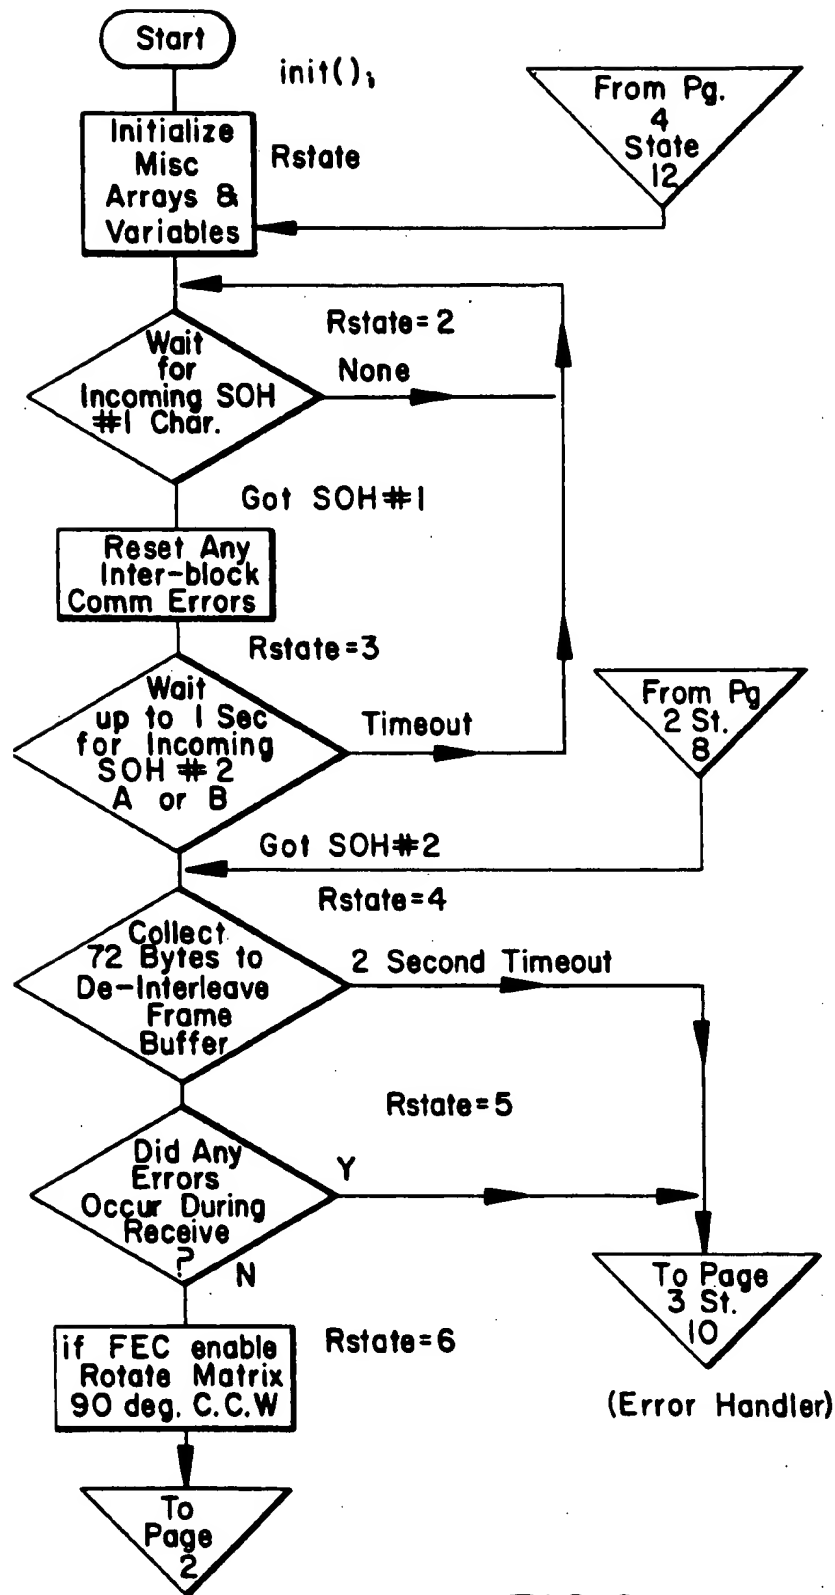 Start
init();
From Pg.
4
State
12
Initialize
Misc
Arrays &
Variables
Rstate
Rstate=2
Wait
for
Incoming SOH
#1 Char.
None
Got SOH#1
Reset Any
Inter-block
Comm Errors
Rstate=3
Wait
up to 1 Sec
for Incoming
SOH #2
A or B
Timeout
From Pg
2 St.
8
Got SOH#2
Rstate=4
Collect
72 Bytes to
De-Interleave
Frame
Buffer
2 Second Timeout
Rstate=5
Did Any
Errors
Occur During
Receive
?
Y
N
To Page
3 St.
10
(Error Handler)
if FEC enable
Rotate Matrix
90 deg. C.C.W
Rstate=6
To
Page
2